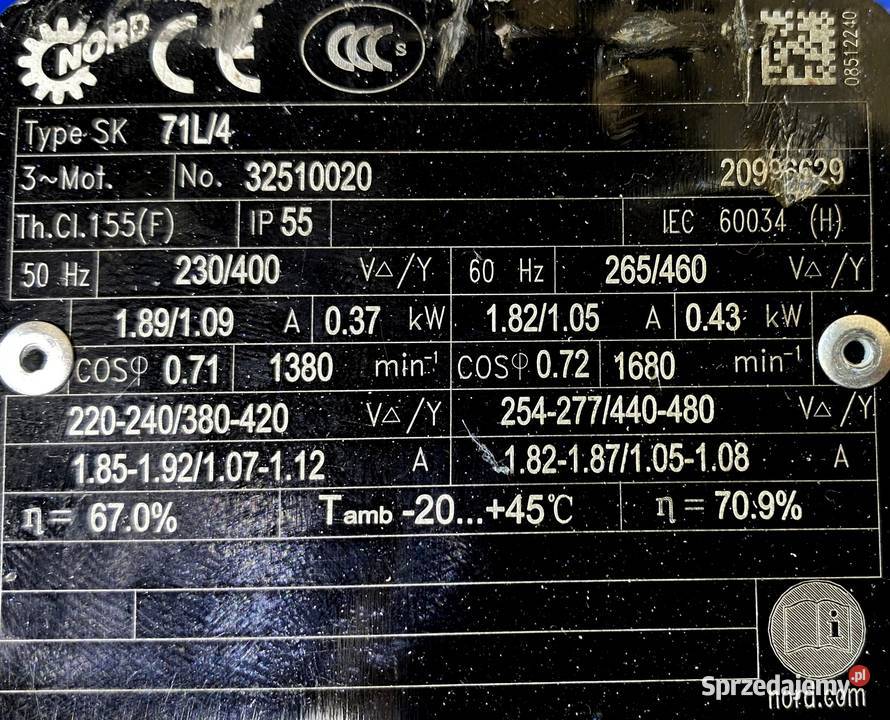 NORD CE CCC S 08512240
Type SK 71L/4
3~Mot. No. 32510020
Th.Cl.155(F) IP 55 IEC 60034 (H)
50 Hz 230/400 V△/Y 60 Hz 265/460 V△/Y
1.89/1.09 A 0.37 kW 1.82/1.05 A 0.43 kW
cosφ 0.71 1380 min⁻¹ cosφ 0.72 1680 min⁻¹
220-240/380-420 V△/Y 254-277/440-480 V△/Y
1.85-1.92/1.07-1.12 A 1.82-1.87/1.05-1.08 A
η= 67.0% Tamb -20...+45℃ η= 70.9%
i
Sprzedajemy.pl
nord.com